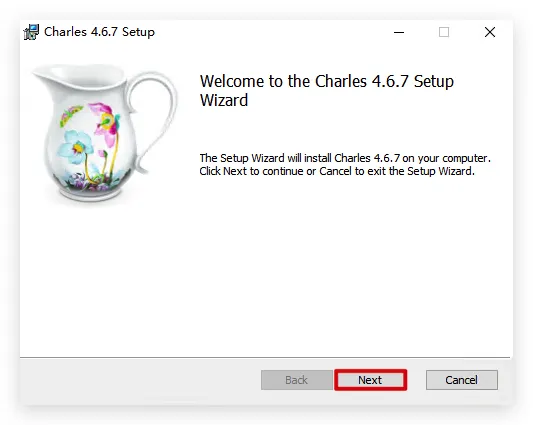 Charles 4.6.7 Setup
Welcome to the Charles 4.6.7 Setup
Wizard
The Setup Wizard will install Charles 4.6.7 on your computer.
Click Next to continue or Cancel to exit the Setup Wizard.
Back Next Cancel